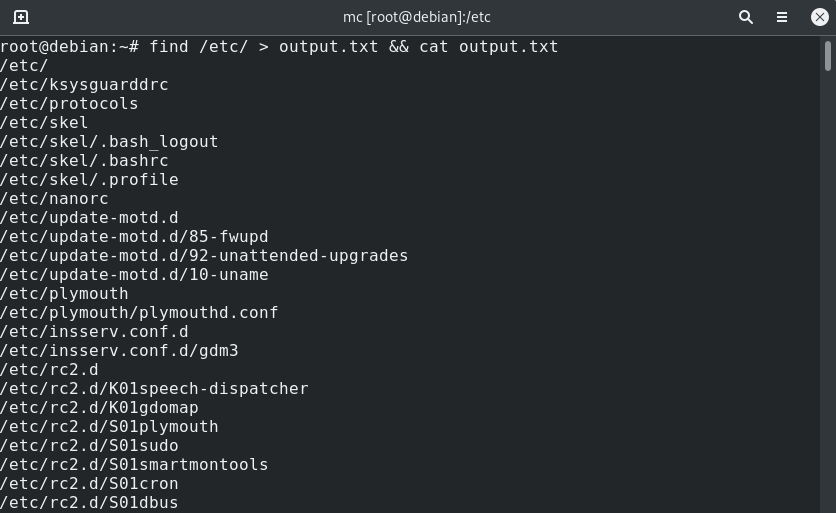 mc [root@debian]:/etc
root@debian:~# find /etc/ > output.txt && cat output.txt
/etc/
/etc/ksysguarddrc
/etc/protocols
/etc/skel
/etc/skel/.bash_logout
/etc/skel/.bashrc
/etc/skel/.profile
/etc/nanorc
/etc/update-motd.d
/etc/update-motd.d/85-fwupd
/etc/update-motd.d/92-unattended-upgrades
/etc/update-motd.d/10-uname
/etc/plymouth
/etc/plymouth/plymouthd.conf
/etc/insserv.conf.d
/etc/insserv.conf.d/gdm3
/etc/rc2.d
/etc/rc2.d/K01speech-dispatcher
/etc/rc2.d/K01gdomap
/etc/rc2.d/S01plymouth
/etc/rc2.d/S01sudo
/etc/rc2.d/S01smartmontools
/etc/rc2.d/S01cron
/etc/rc2.d/S01dbus